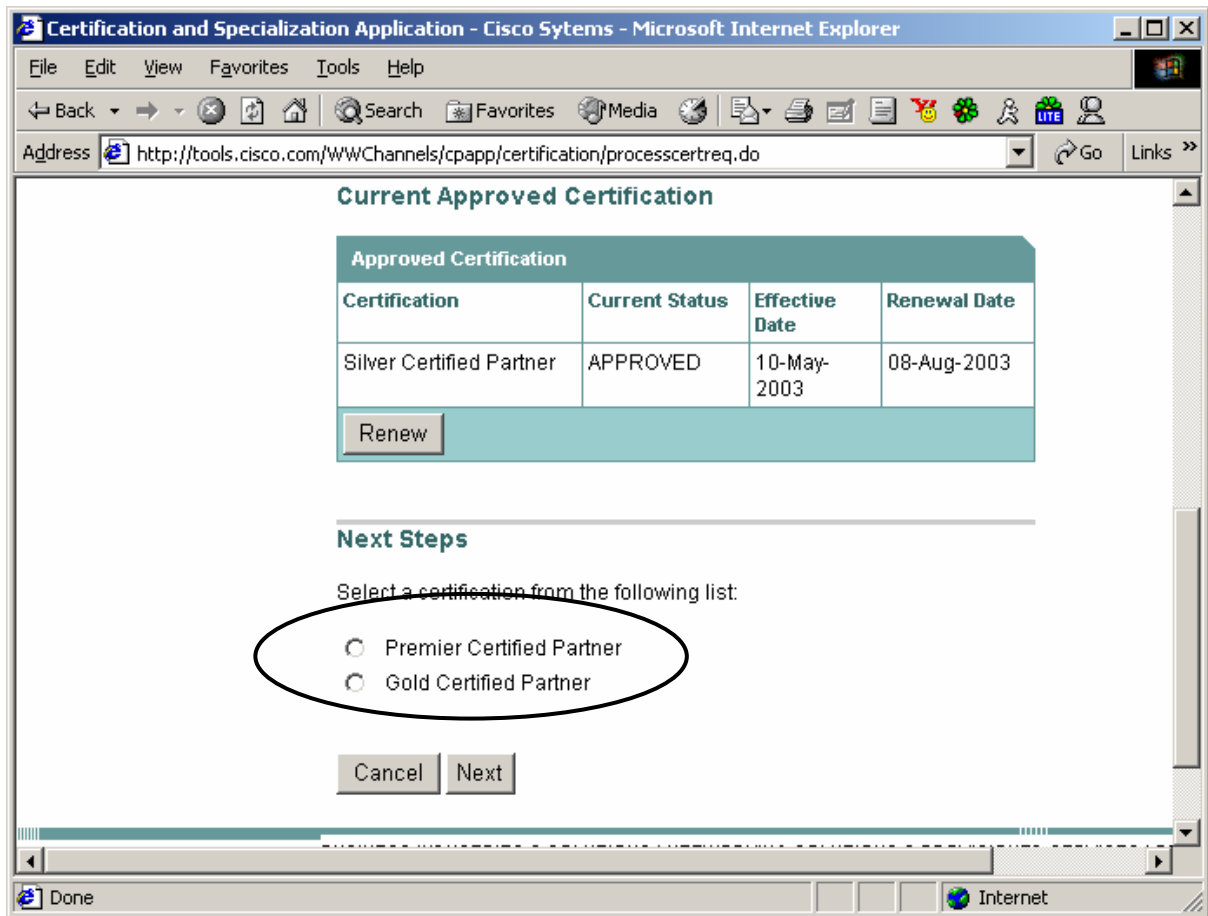 Certification and Specialization Application - Cisco Sytems - Microsoft Internet Explorer
File Edit View Favorites Tools Help
Back Search Favorites Media LITE
Address http://tools.cisco.com/WWChannels/cpapp/certification/processcertreq.do Go Links »
Current Approved Certification
Approved Certification
Certification Current Status Effective Date Renewal Date
Silver Certified Partner APPROVED 10-May-2003 08-Aug-2003
Renew
Next Steps
Select a certification from the following list:
Premier Certified Partner
Gold Certified Partner
Cancel Next
Done Internet